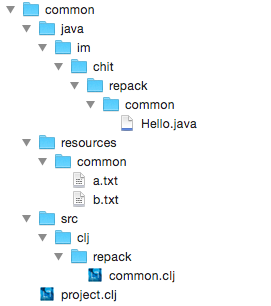 common
java
im
chit
repack
common
Hello.java
resources
common
a.txt
b.txt
src
clj
repack
common.clj
project.clj